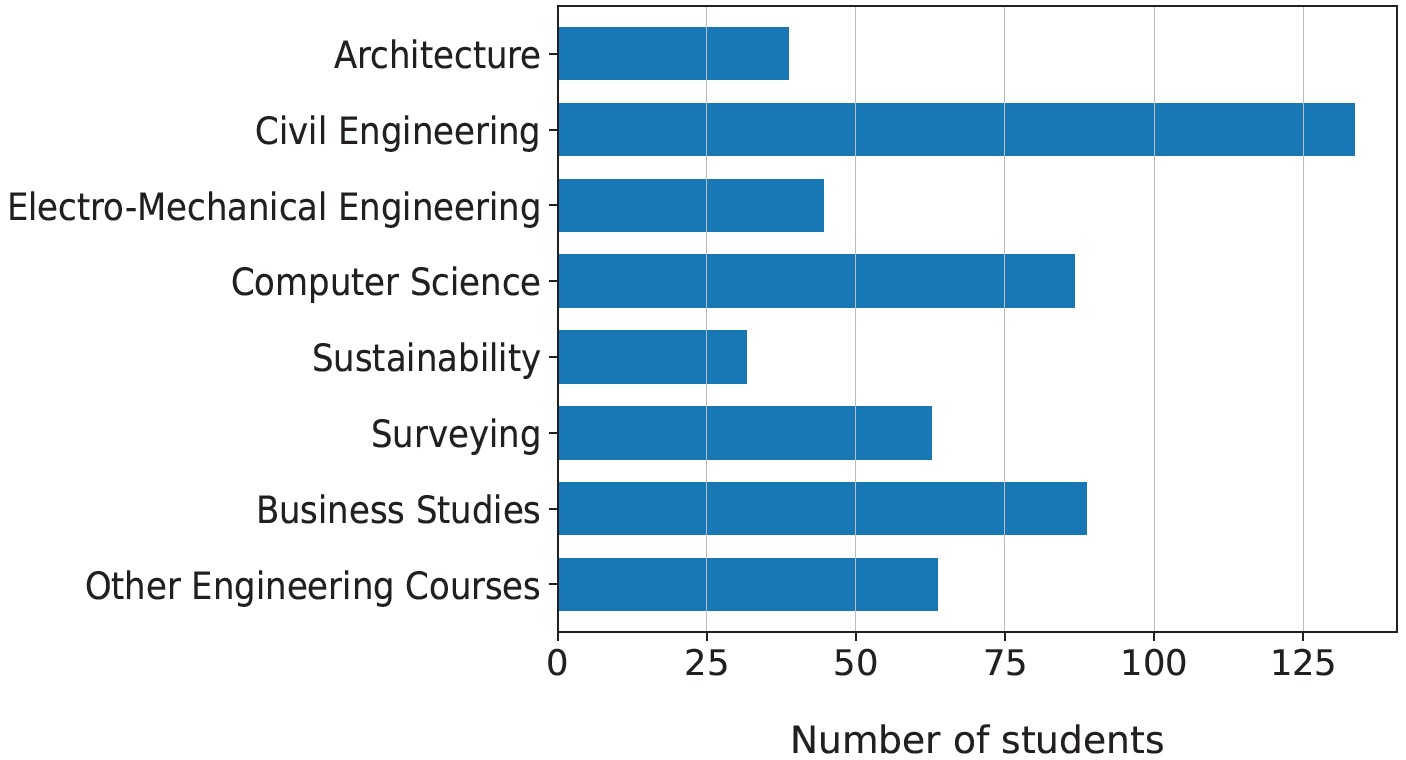 Architecture
Civil Engineering
Electro-Mechanical Engineering
Computer Science
Sustainability
Surveying
Business Studies
Other Engineering Courses
0 25 50 75 100 125
Number of students